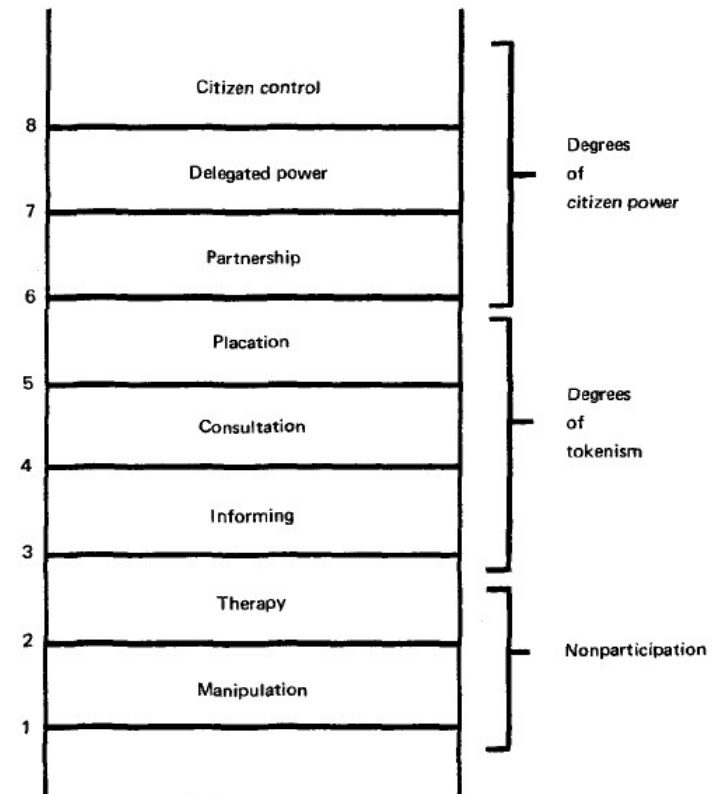 Citizen control
8
Delegated power
7
Partnership
6
Placation
5
Consultation
4
Informing
3
Therapy
2
Manipulation
1
Degrees
of
citizen power
Degrees
of
tokenism
Nonparticipation